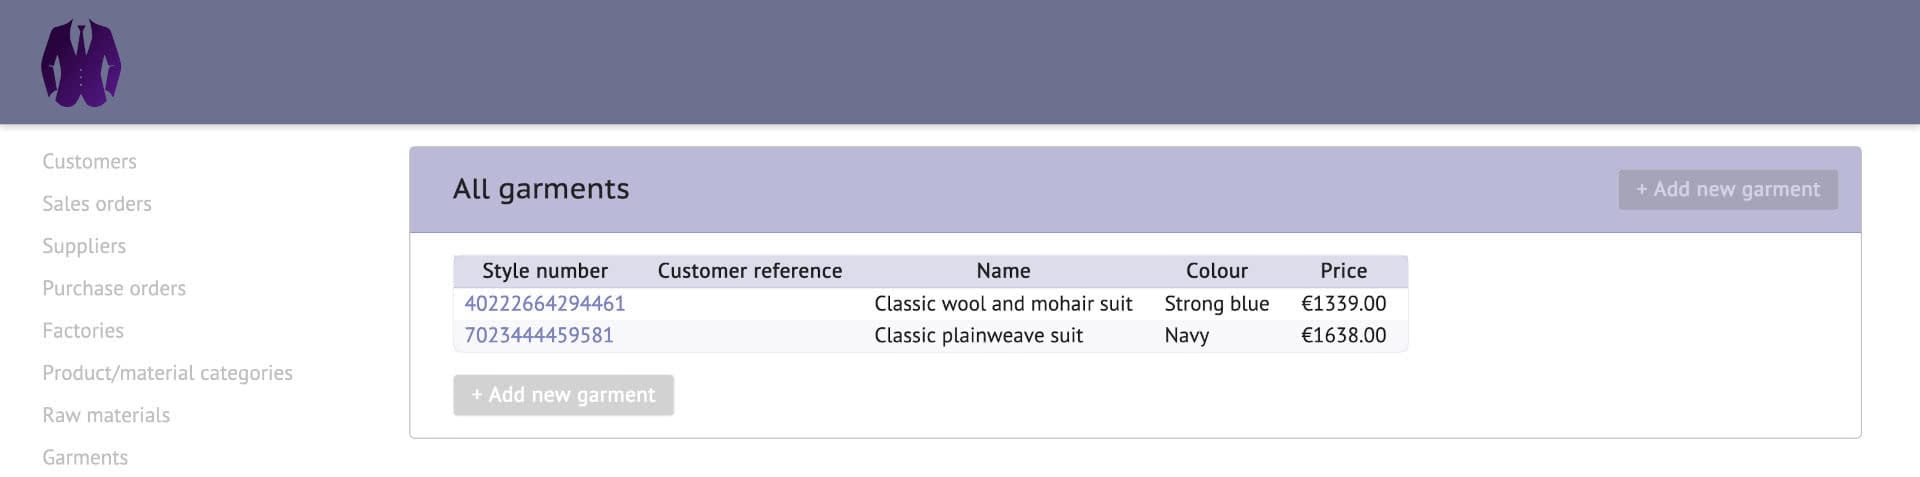 Customers
Sales orders
Suppliers
Purchase orders
Factories
Product/material categories
Raw materials
Garments
All garments
+ Add new garment
Style number Customer reference Name Colour Price
40222664294461 Classic wool and mohair suit Strong blue €1339.00
7023444459581 Classic plainweave suit Navy €1638.00
+ Add new garment